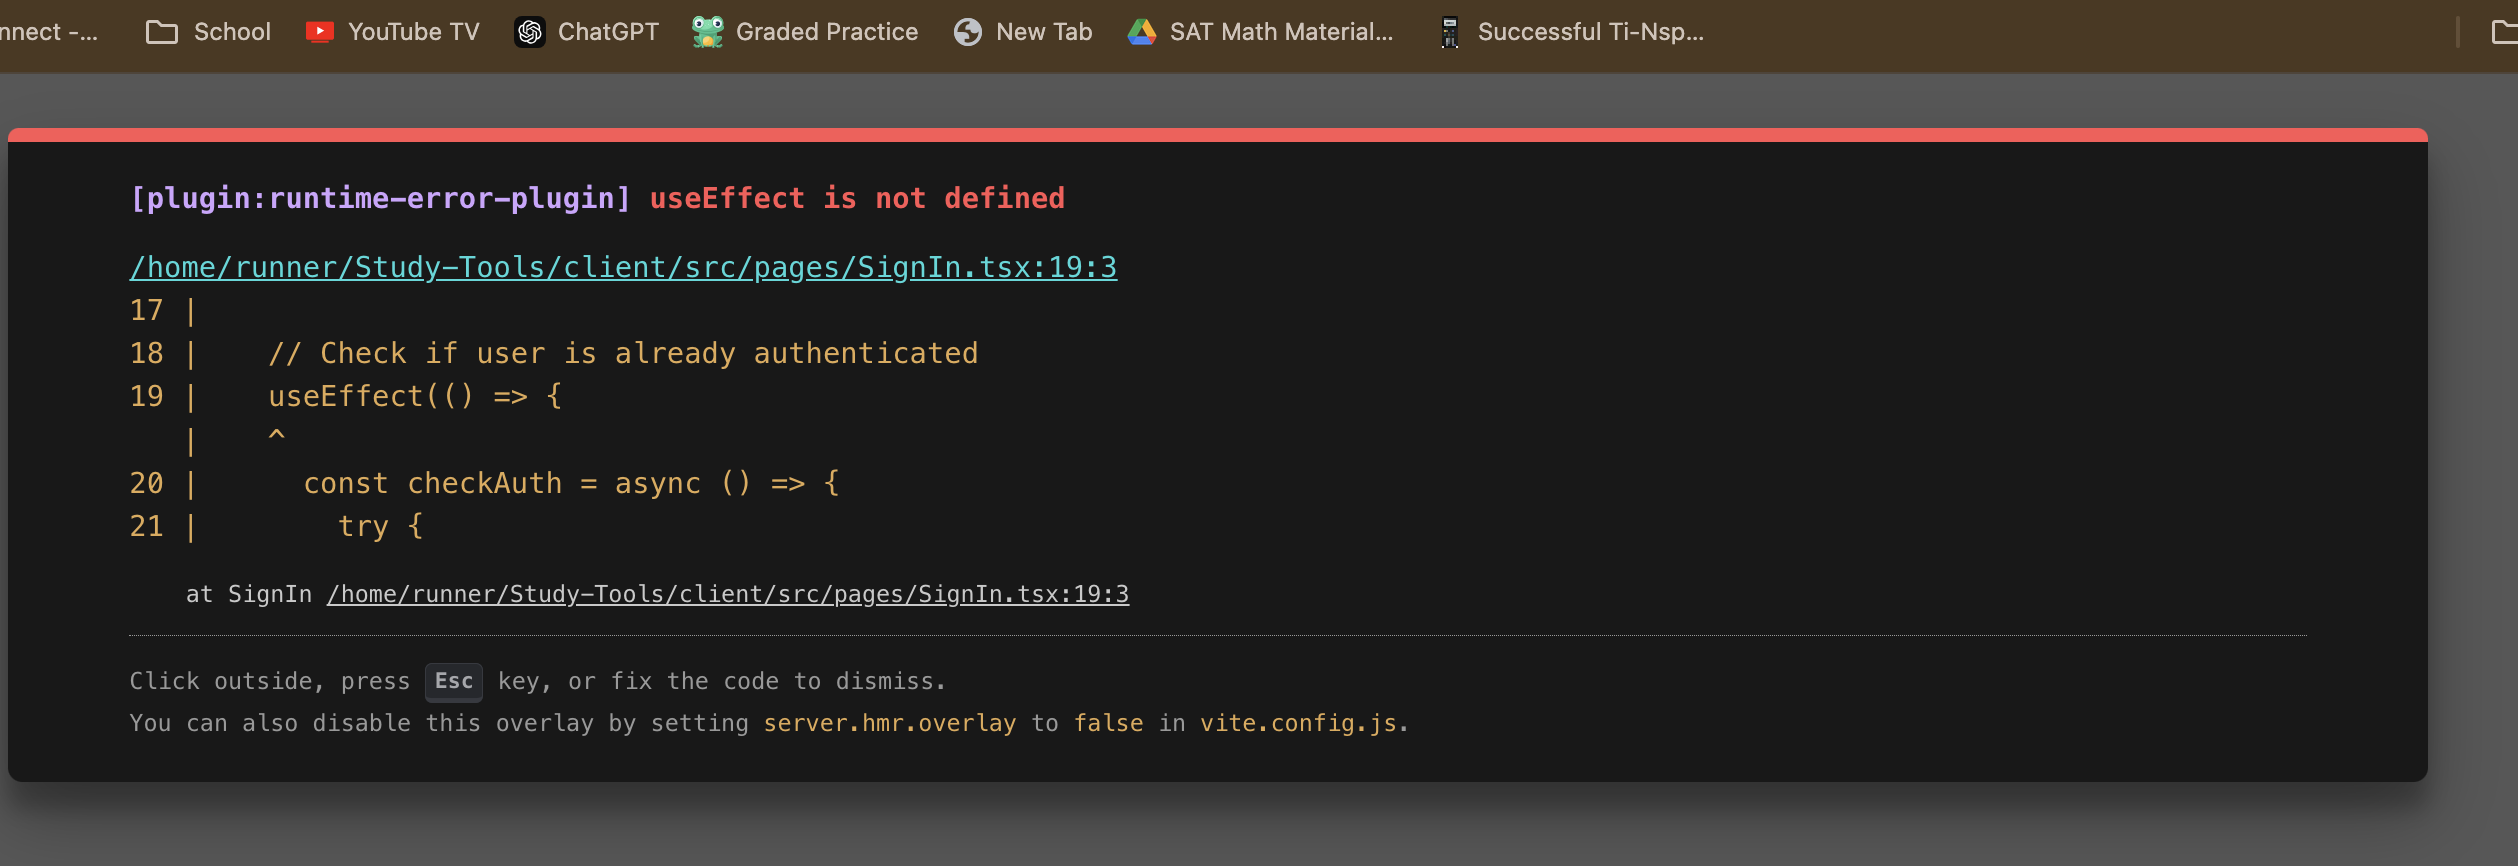 nnect -...
School
YouTube TV
ChatGPT
Graded Practice
New Tab
SAT Math Material...
Successful Ti-Nsp...
[plugin:runtime-error-plugin] useEffect is not defined
/home/runner/Study-Tools/client/src/pages/SignIn.tsx:19:3
17 |
18 |    // Check if user is already authenticated
19 |    useEffect(() => {
   |    ^
20 |      const checkAuth = async () => {
21 |        try {
at SignIn /home/runner/Study-Tools/client/src/pages/SignIn.tsx:19:3
Click outside, press Esc key, or fix the code to dismiss.
You can also disable this overlay by setting server.hmr.overlay to false in vite.config.js.